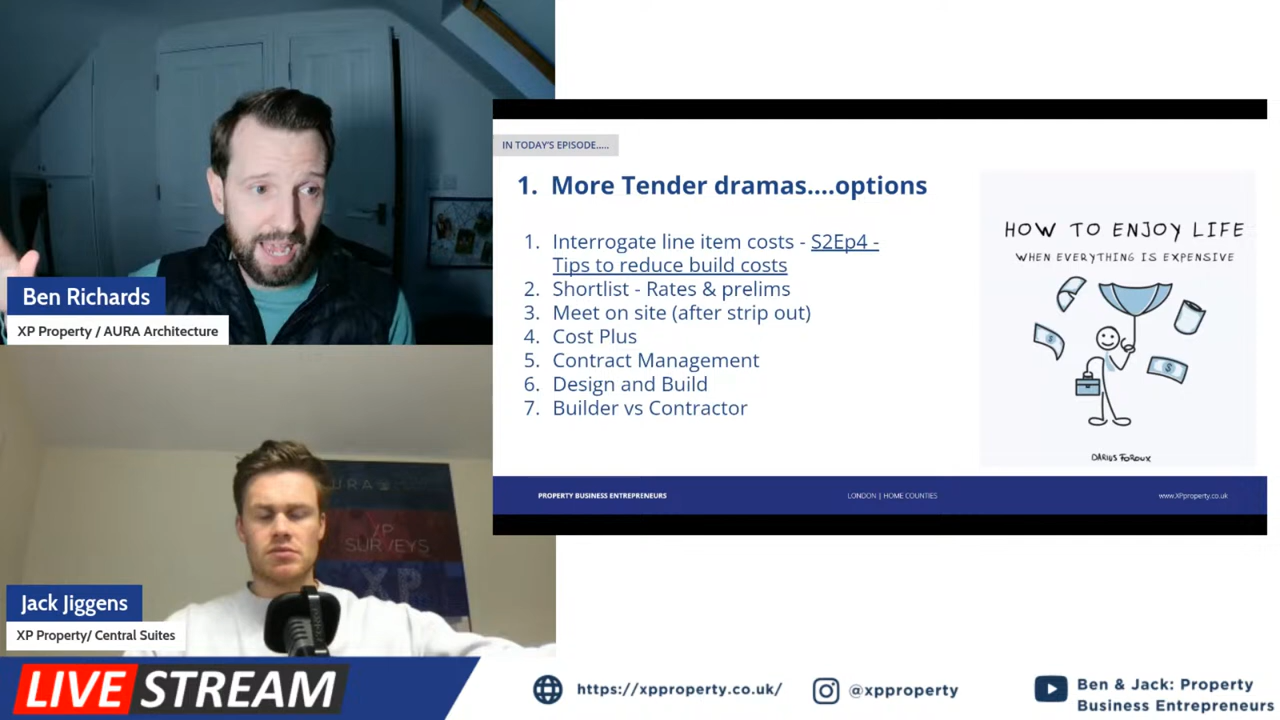 Ben Richards
XP Property / AURA Architecture
URA
XP
SURVEYS
XP
Jack Jiggens
XP Property/ Central Suites
IN TODAY'S EPISODE.....
1. More Tender dramas....options
1. Interrogate line item costs - S2Ep4 -
Tips to reduce build costs
2. Shortlist - Rates & prelims
3. Meet on site (after strip out)
4. Cost Plus
5. Contract Management
6. Design and Build
7. Builder vs Contractor
HOW TO ENJOY LIFE
WHEN EVERYTHING IS EXPENSIVE
DARIUS FOROUX
PROPERTY BUSINESS ENTREPRENEURS
LONDON | HOME COUNTIES
www.XPproperty.co.uk
LIVE STREAM
https://xpproperty.co.uk/
@xpproperty
Ben & Jack: Property
Business Entrepreneurs